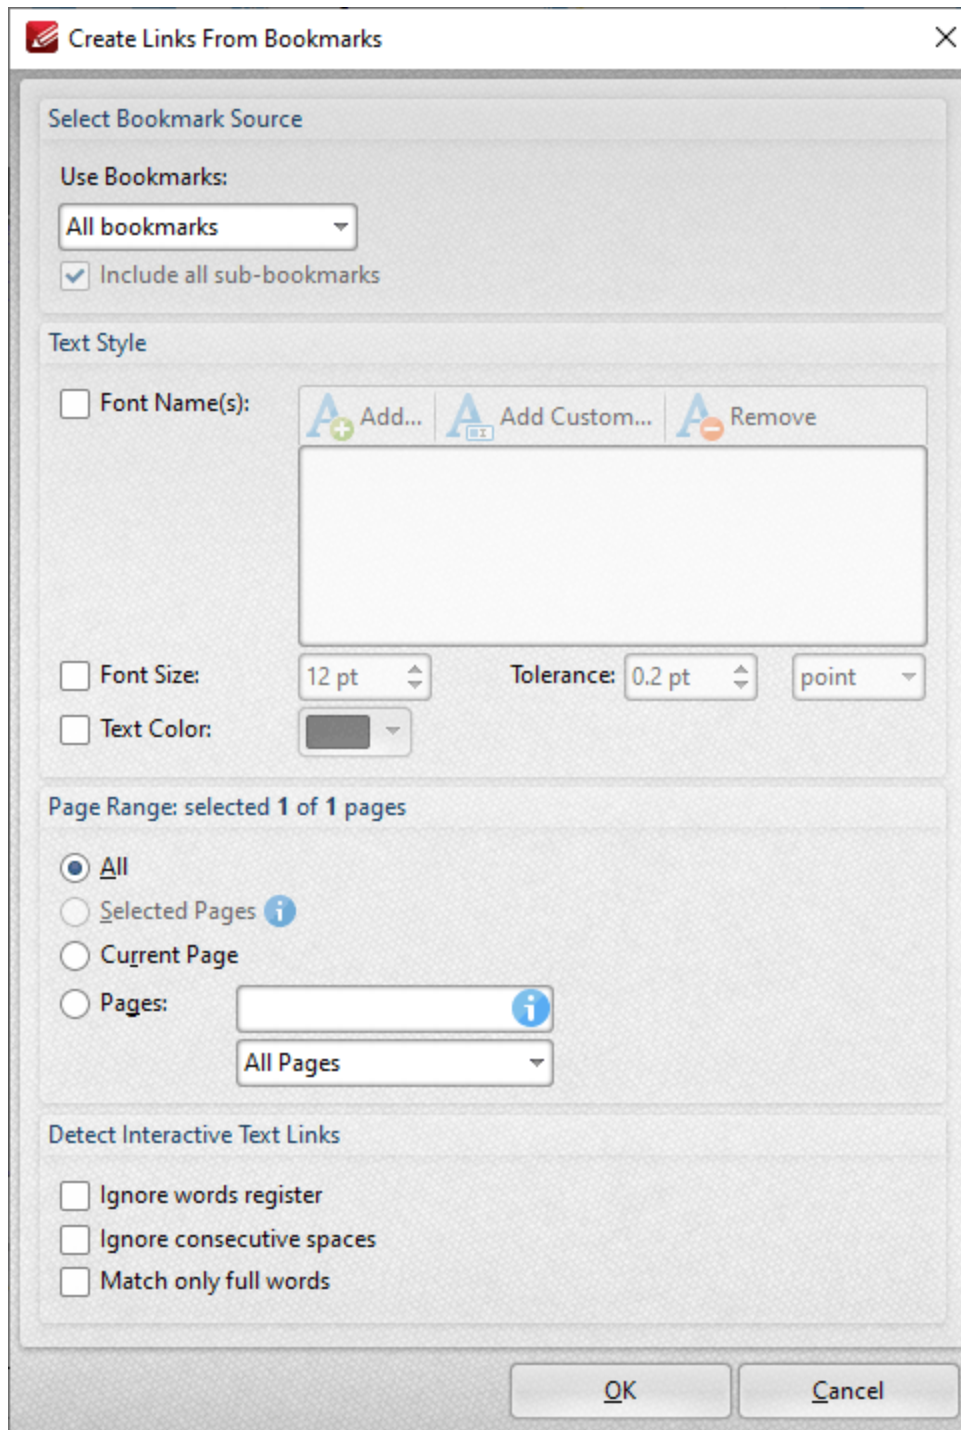 Create Links From Bookmarks
Select Bookmark Source
Use Bookmarks:
All bookmarks
Include all sub-bookmarks
Text Style
Font Name(s): Add... Add Custom... Remove
Font Size: 12 pt Tolerance: 0.2 pt point
Text Color:
Page Range: selected 1 of 1 pages
All
Selected Pages
Current Page
Pages:
All Pages
Detect Interactive Text Links
Ignore words register
Ignore consecutive spaces
Match only full words
OK Cancel